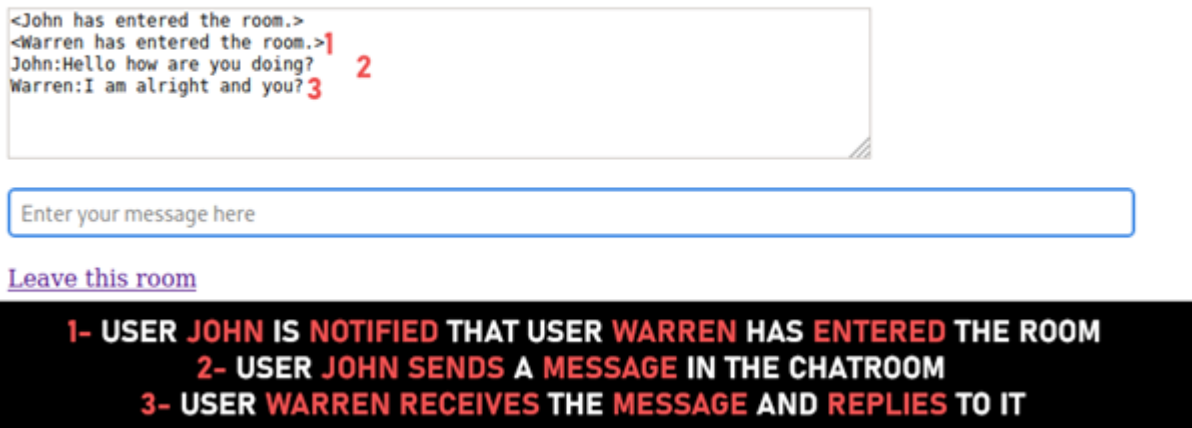 <John has entered the room.>
<Warren has entered the room.>1
John:Hello how are you doing? 2
Warren:I am alright and you? 3
Enter your message here
Leave this room
1- USER JOHN IS NOTIFIED THAT USER WARREN HAS ENTERED THE ROOM
2- USER JOHN SENDS A MESSAGE IN THE CHATROOM
3- USER WARREN RECEIVES THE MESSAGE AND REPLIES TO IT